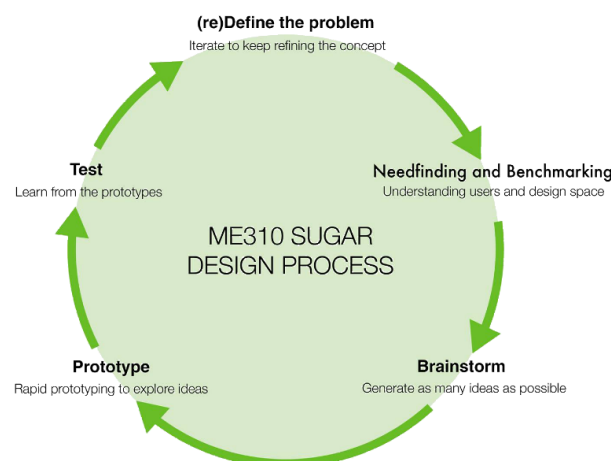 (re)Define the problem
Iterate to keep refining the concept
Needfinding and Benchmarking
Understanding users and design space
Test
Learn from the prototypes
ME310 SUGAR
DESIGN PROCESS
Prototype
Rapid prototyping to explore ideas
Brainstorm
Generate as many ideas as possible